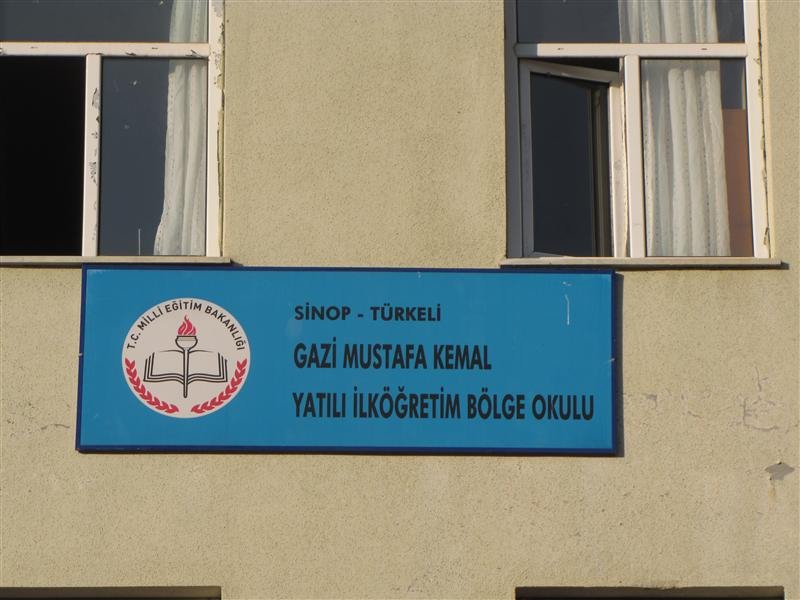 T.C. MİLLİ EĞİTİM BAKANLIĞI
SİNOP - TÜRKELİ
GAZİ MUSTAFA KEMAL
YATILI İLKÖĞRETİM BÖLGE OKULU